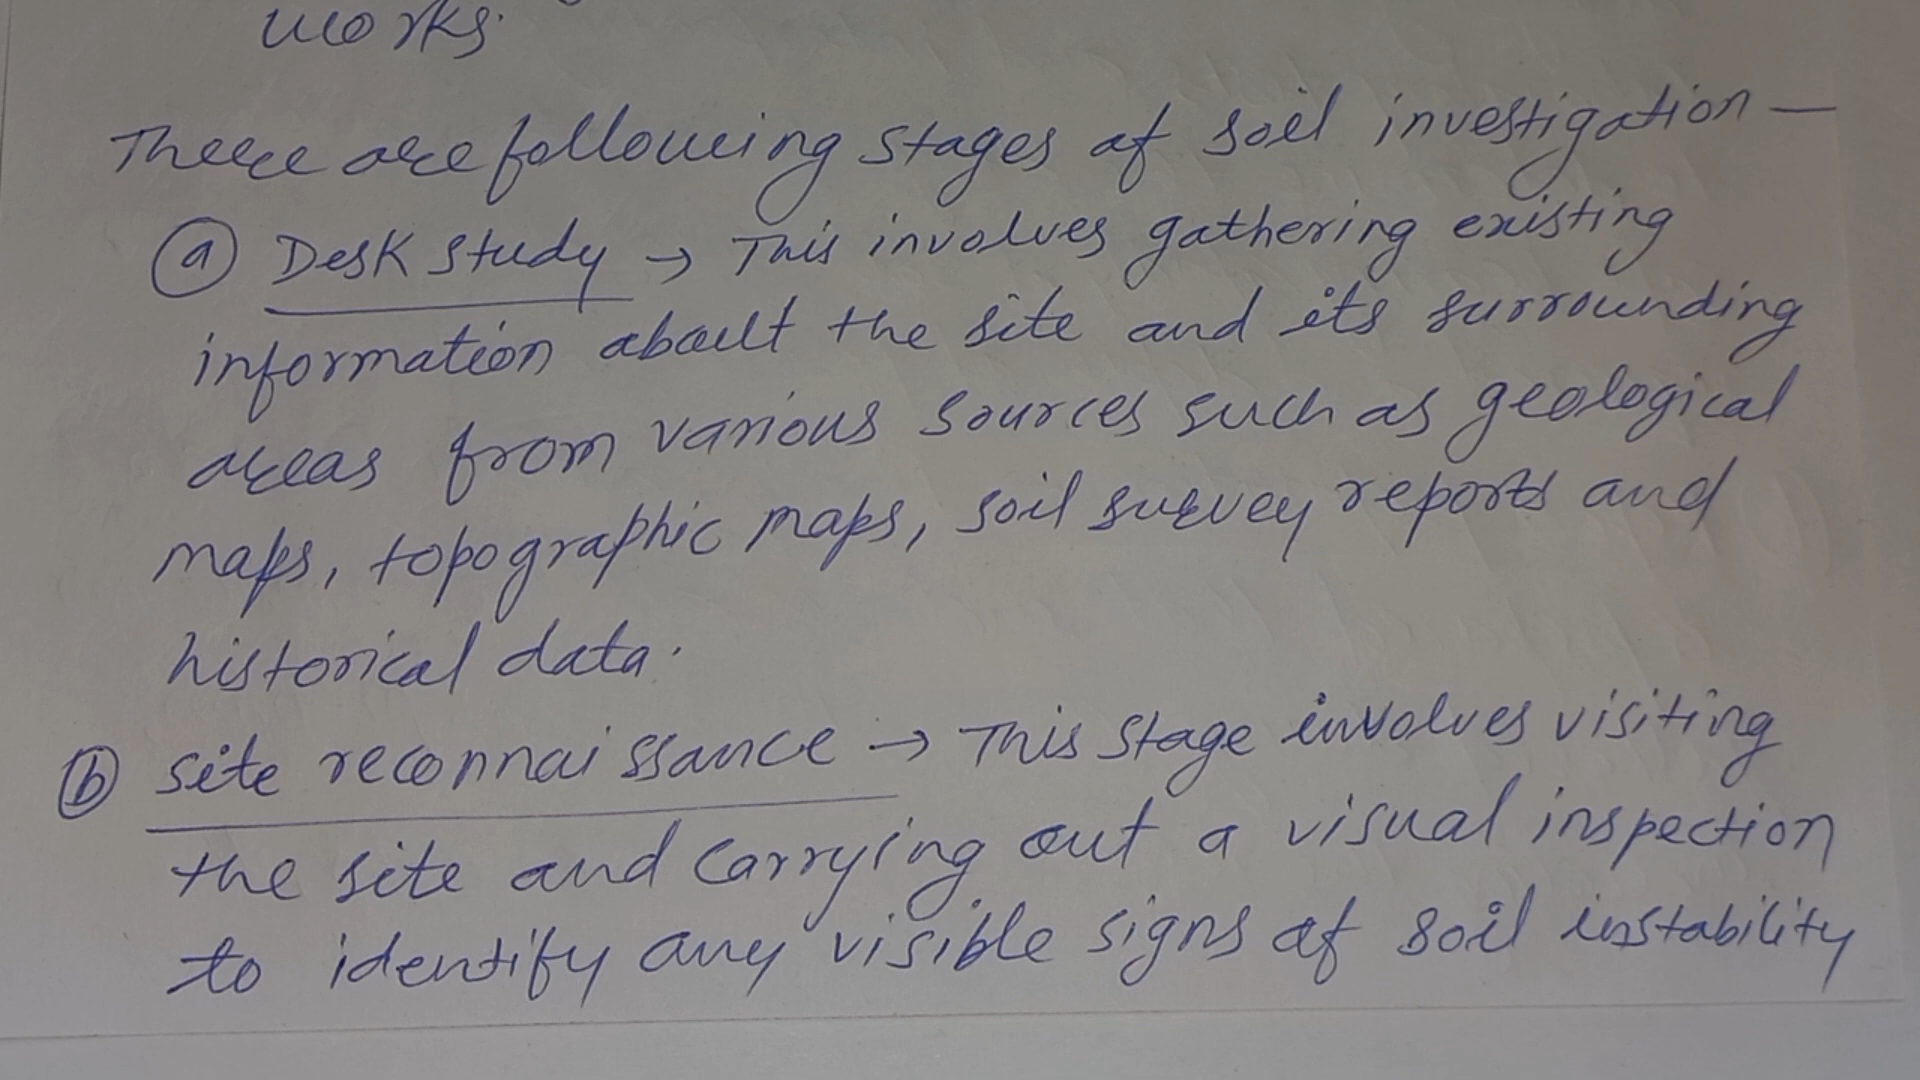 works.
There are following stages of soil investigation —
(a) Desk study → This involves gathering existing
information about the site and its surrounding
areas from various sources such as geological
maps, topographic maps, soil survey reports and
historical data.
(b) site reconnaissance → This stage involves visiting
the site and carrying out a visual inspection
to identify any visible signs of soil instability